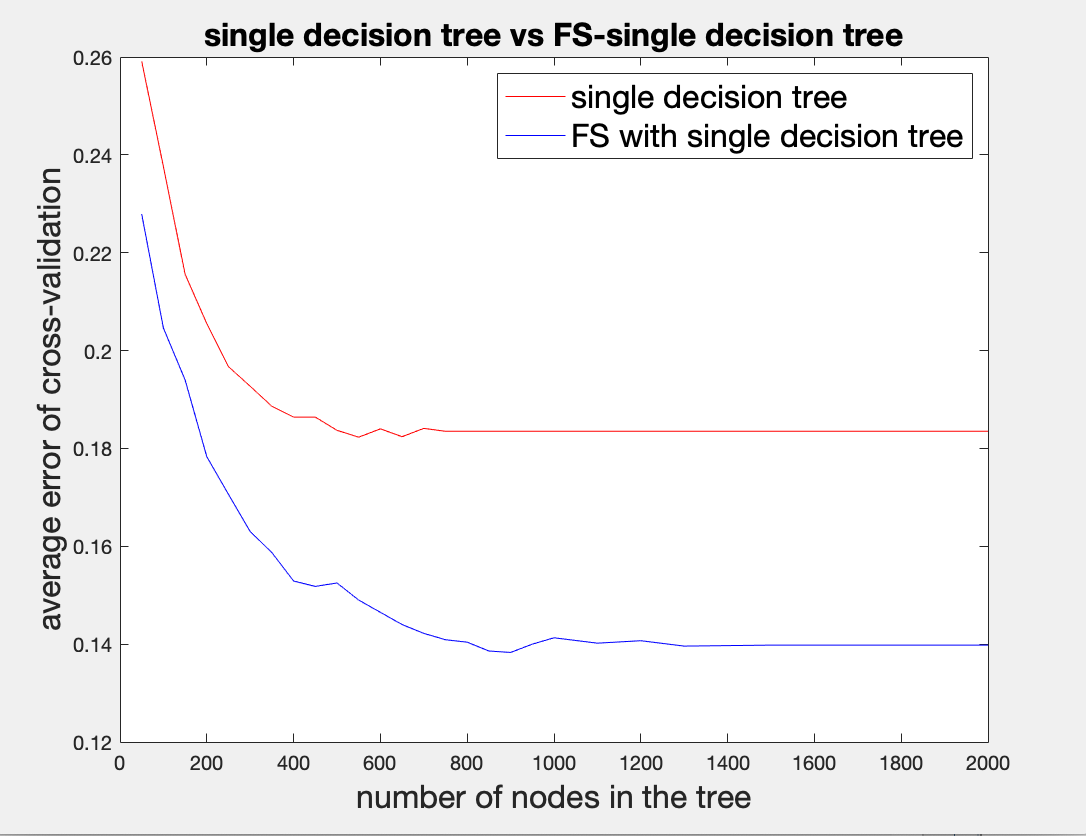 single decision tree vs FS-single decision tree
single decision tree
FS with single decision tree
average error of cross-validation
0.26
0.24
0.22
0.2
0.18
0.16
0.14
0.12
0 200 400 600 800 1000 1200 1400 1600 1800 2000
number of nodes in the tree